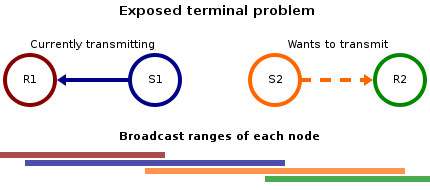 Exposed terminal problem
Currently transmitting
Wants to transmit
R1
S1
S2
R2
Broadcast ranges of each node